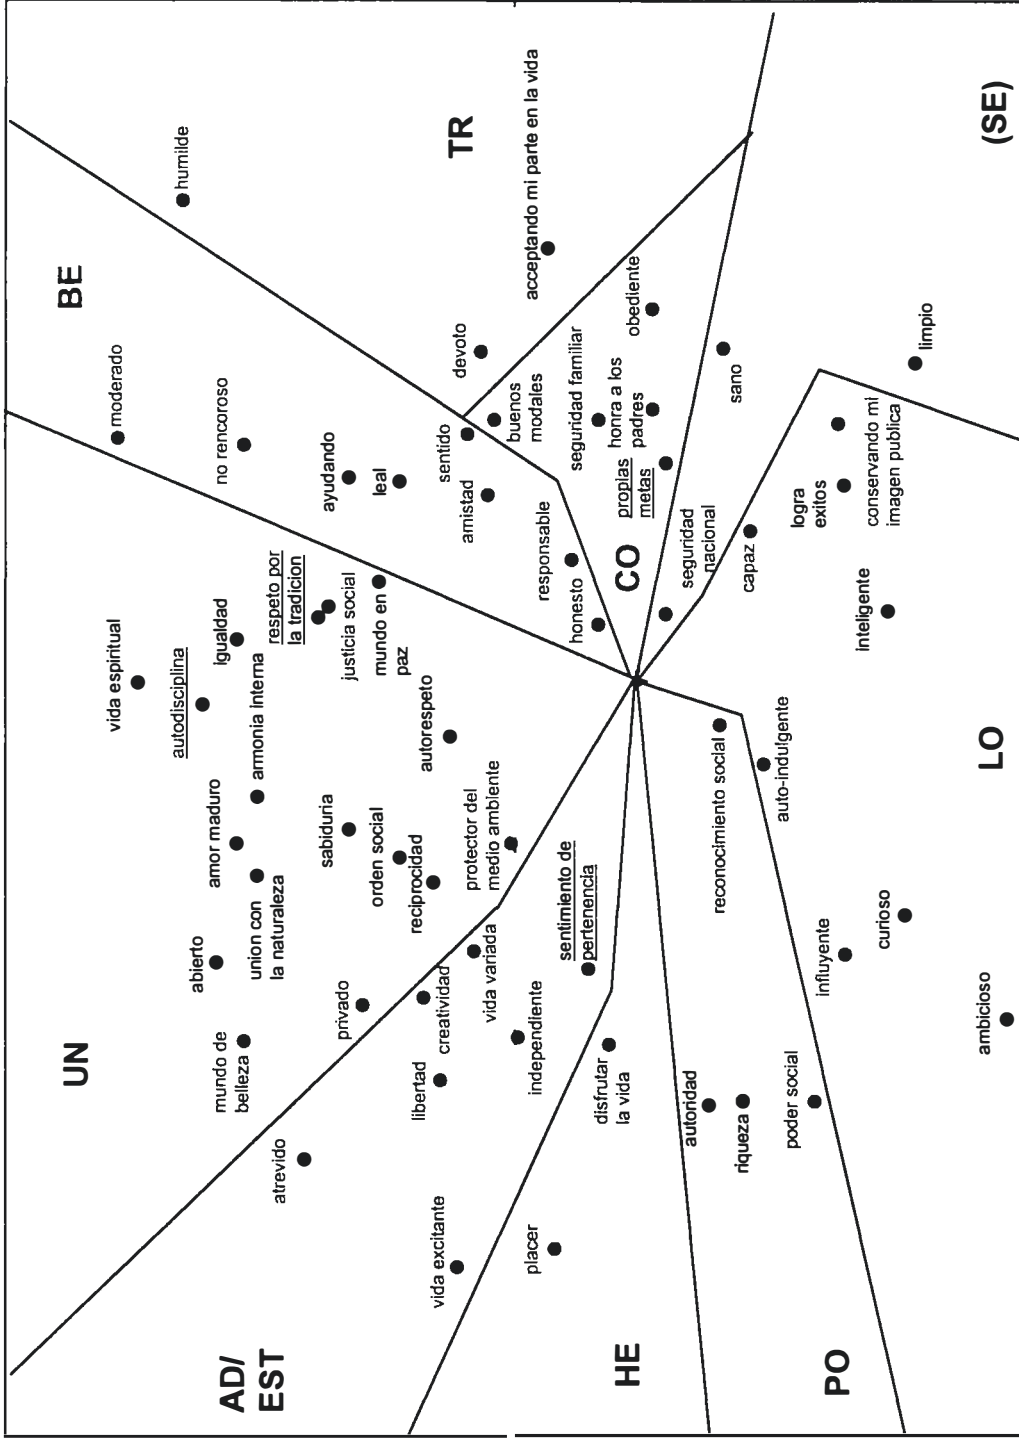 UN
BE
vida espiritual
moderado
humilde
autodisciplina
abierto
amor maduro
igualdad
no rencoroso
mundo de
belleza
union con
la naturaleza
armonia interna
AD/
EST
atrevido
respeto por
la tradicion
sabiduria
justicia social
ayudando
privado
orden social
mundo en
paz
leal
reciprocidad
autorespeto
libertad
creatividad
vida excitante
sentido
devoto
TR
amistad
vida variada
protector del
medio ambiente
buenos
modales
placer
independiente
acceptando mi parte en la vida
responsable
sentimiento de
pertenencia
honesto
seguridad familiar
disfrutar
la vida
HE
CO
propias
metas
honra a los
padres
obediente
autoridad
seguridad
nacional
reconocimiento social
sano
riqueza
capaz
auto-indulgente
poder social
logra
exitos
influyente
PO
conservando mi
imagen publica
inteligente
curioso
limpio
ambicioso
LO
(SE)